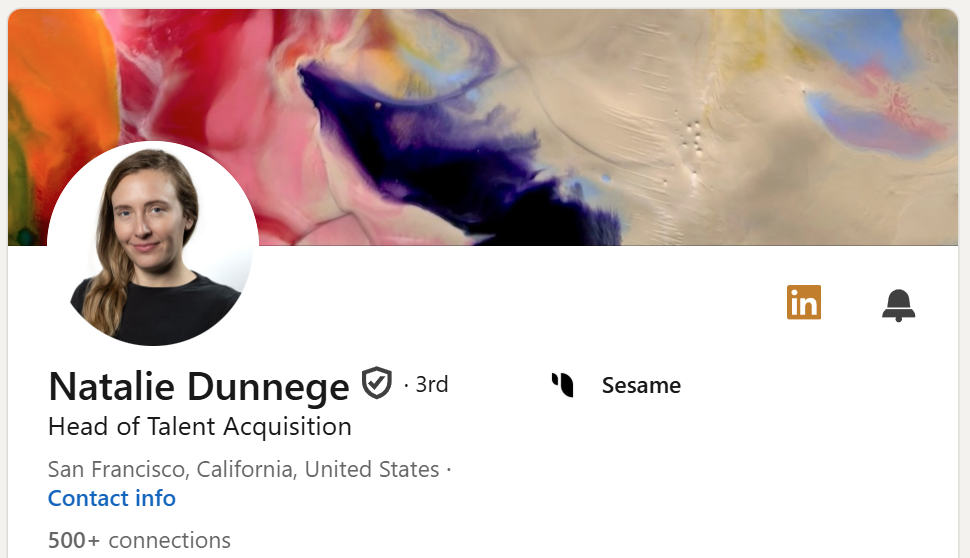 in
Natalie Dunnege · 3rd
Sesame
Head of Talent Acquisition
San Francisco, California, United States ·
Contact info
500+ connections